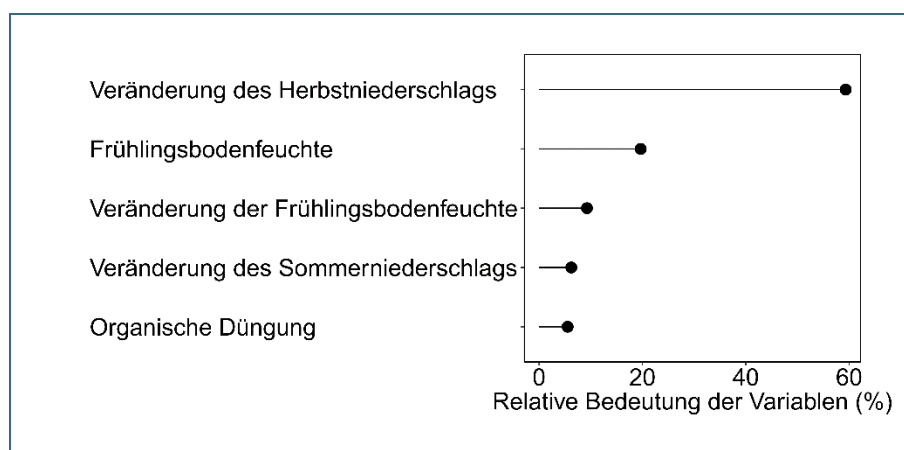 Veränderung des Herbstniederschlags
Frühlingsbodenfeuchte
Veränderung der Frühlingsbodenfeuchte
Veränderung des Sommerniederschlags
Organische Düngung
0 20 40 60
Relative Bedeutung der Variablen (%)